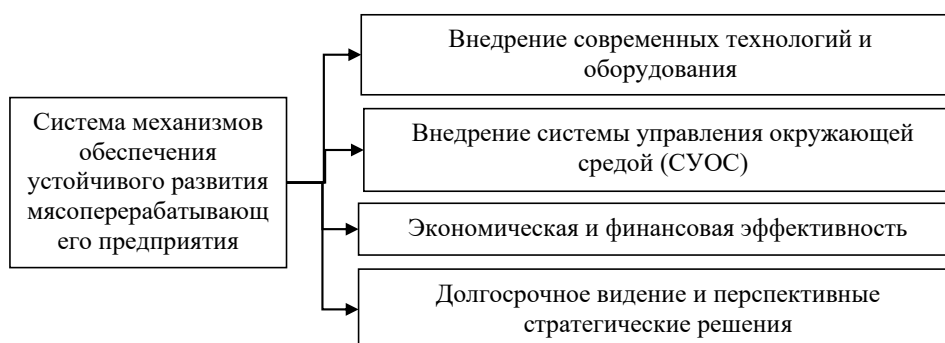 Внедрение современных технологий и
оборудования
Система механизмов
обеспечения
устойчивого развития
мясоперерабатывающ
его предприятия
Внедрение системы управления окружающей
средой (СУОС)
Экономическая и финансовая эффективность
Долгосрочное видение и перспективные
стратегические решения